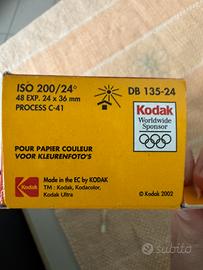 ISO 200/24°
48 EXP. 24 x 36 mm
PROCESS C-41
DB 135-24
Kodak
Worldwide
Sponsor
POUR PAPIER COULEUR
VOOR KLEURENFOTO'S
Kodak
Made in the EC by KODAK
TM : Kodak, Kodacolor,
Kodak Ultra
© Kodak 2002
subito